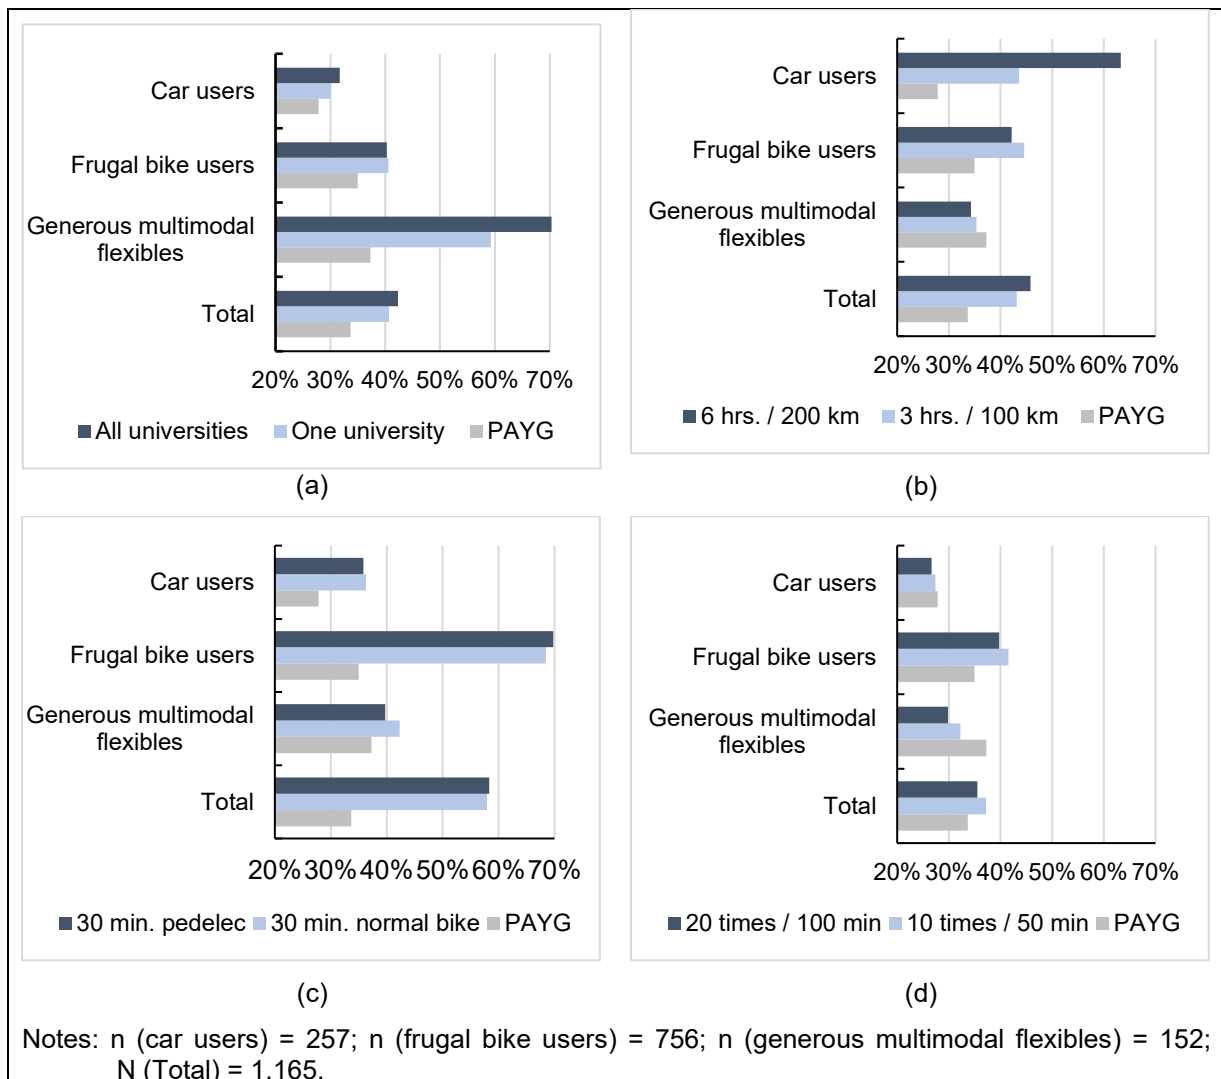 Car users
Frugal bike users
Generous multimodal
flexibles
Total
20% 30% 40% 50% 60% 70%
All universities One university PAYG
(a)
Car users
Frugal bike users
Generous multimodal
flexibles
Total
20% 30% 40% 50% 60% 70%
6 hrs. / 200 km 3 hrs. / 100 km PAYG
(b)
Car users
Frugal bike users
Generous multimodal
flexibles
Total
20% 30% 40% 50% 60% 70%
30 min. pedelec 30 min. normal bike PAYG
(c)
Car users
Frugal bike users
Generous multimodal
flexibles
Total
20% 30% 40% 50% 60% 70%
20 times / 100 min 10 times / 50 min PAYG
(d)
Notes: n (car users) = 257; n (frugal bike users) = 756; n (generous multimodal flexibles) = 152;
N (Total) = 1.165.